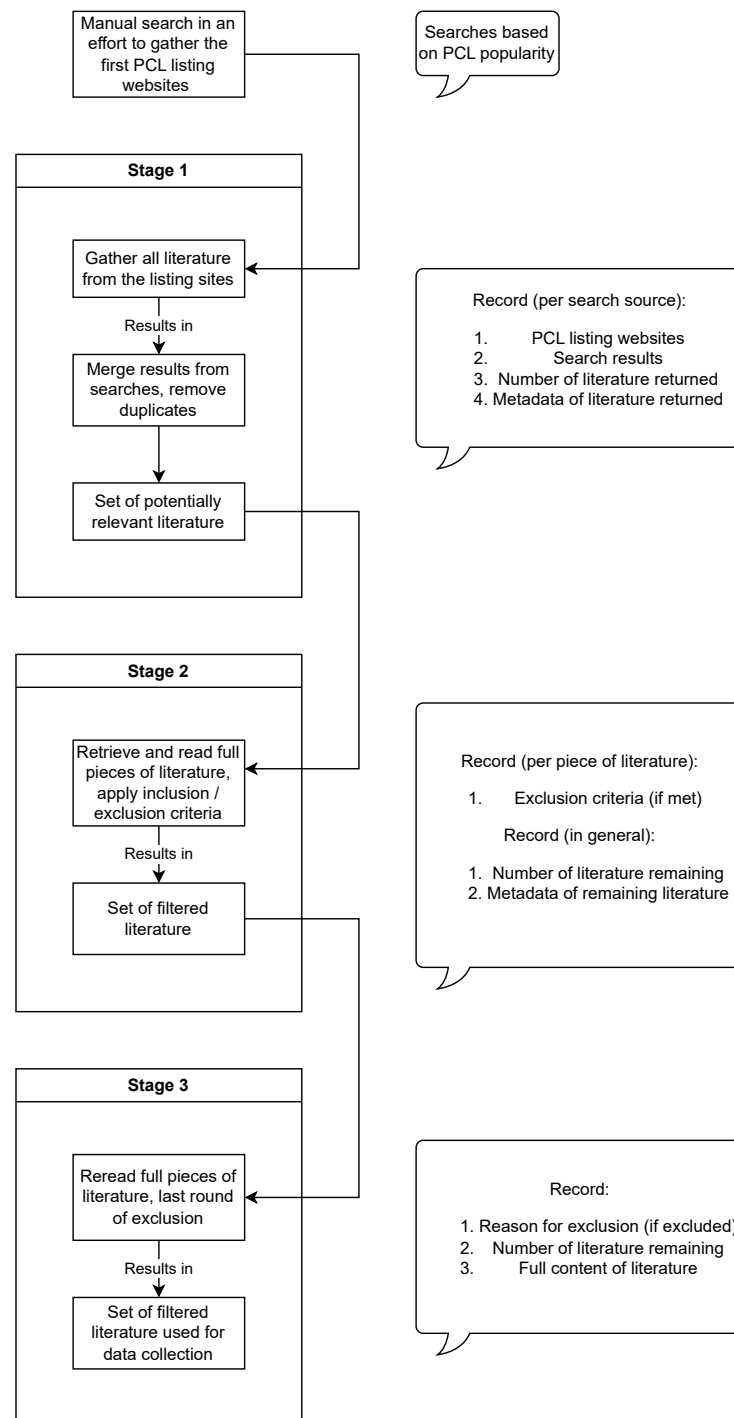 Manual search in an
effort to gather the
first PCL listing
websites
Searches based
on PCL popularity
Stage 1
Gather all literature
from the listing sites
Results in
Merge results from
searches, remove
duplicates
Set of potentially
relevant literature
Record (per search source):
1. PCL listing websites
2. Search results
3. Number of literature returned
4. Metadata of literature returned
Stage 2
Retrieve and read full
pieces of literature,
apply inclusion /
exclusion criteria
Results in
Set of filtered
literature
Record (per piece of literature):
1. Exclusion criteria (if met)
Record (in general):
1. Number of literature remaining
2. Metadata of remaining literature
Stage 3
Reread full pieces of
literature, last round
of exclusion
Results in
Set of filtered
literature used for
data collection
Record:
1. Reason for exclusion (if excluded)
2. Number of literature remaining
3. Full content of literature